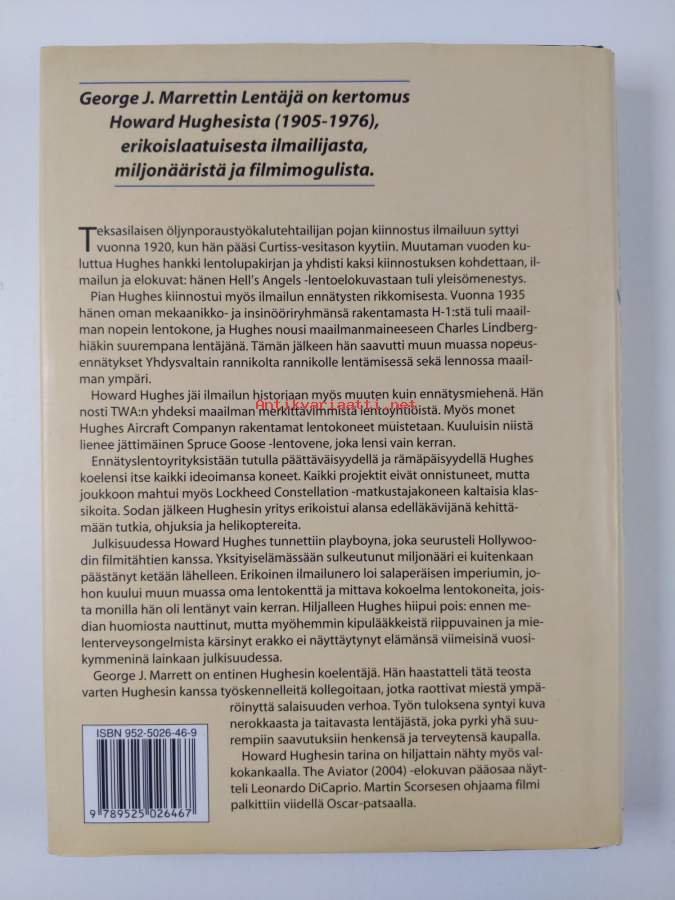 George J. Marrettin Lentäjä on kertomus
Howard Hughesista (1905-1976),
erikoislaatuisesta ilmailijasta,
miljonääristä ja filmimogulista.
Teksasilaisen öljynporaustyökalutehtailijan pojan kiinnostus ilmailuun syttyi
vuonna 1920, kun hän pääsi Curtiss-vesitason kyytiin. Muutaman vuoden ku-
luttua Hughes hankki lentolupakirjan ja yhdisti kaksi kiinnostuksen kohdettaan, il-
mailun ja elokuvat: hänen Hell's Angels -lentoelokuvastaan tuli yleisömenestys.
Pian Hughes kiinnostui myös ilmailun ennätysten rikkomisesta. Vuonna 1935
hänen oman mekaanikko- ja insinööriryhmänsä rakentamasta H-1:stä tuli maail-
man nopein lentokone, ja Hughes nousi maailmanmaineeseen Charles Lindberg-
hiäkin suurempana lentäjänä. Tämän jälkeen hän saavutti muun muassa nopeus-
ennätykset Yhdysvaltain rannikolta rannikolle lentämisessä sekä lennossa maail-
man ympäri.
Howard Hughes jäi ilmailun historiaan myös muuten kuin ennätysmiehenä. Hän
nosti TWA:n yhdeksi maailman merkittävimmistä lentoyhtiöistä. Myös monet
Antikvariaatti.net
Hughes Aircraft Companyn rakentamat lentokoneet muistetaan. Kuuluisin niistä
lienee jättimäinen Spruce Goose -lentovene, joka lensi vain kerran.
Ennätyslentoyrityksistään tutulla päättäväisyydellä ja rämäpäisyydellä Hughes
koelensi itse kaikki ideoimansa koneet. Kaikki projektit eivät onnistuneet, mutta
joukkoon mahtui myös Lockheed Constellation -matkustajakoneen kaltaisia klas-
sikoita. Sodan jälkeen Hughesin yritys erikoistui alansa edelläkävijänä kehittä-
mään tutkia, ohjuksia ja helikoptereita.
Julkisuudessa Howard Hughes tunnettiin playboyna, joka seurusteli Hollywoo-
din filmitähtien kanssa. Yksityiselämässään sulkeutunut miljonääri ei kuitenkaan
päästänyt ketään lähelleen. Erikoinen ilmailunero loi salaperäisen imperiumin, jo-
hon kuului muun muassa oma lentokenttä ja mittava kokoelma lentokoneita, jois-
ta monilla hän oli lentänyt vain kerran. Hiljalleen Hughes hiipui pois: ennen me-
dian huomiosta nauttinut, mutta myöhemmin kipulääkkeistä riippuvainen ja mie-
lenterveysongelmista kärsinyt erakko ei näyttäytynyt elämänsä viimeisinä vuosi-
kymmeninä lainkaan julkisuudessa.
George J. Marrett on entinen Hughesin koelentäjä. Hän haastatteli tätä teosta
varten Hughesin kanssa työskennelleitä kollegoitaan, jotka raottivat miestä ympä-
röinyttä salaisuuden verhoa. Työn tuloksena syntyi kuva
nerokkaasta ja taitavasta lentäjästä, joka pyrki yhä suu-
rempiin saavutuksiin henkensä ja terveytensä kaupalla.
Howard Hughesin tarina on hiljattain nähty myös val-
kokankaalla. The Aviator (2004) -elokuvan pääosaa näyt-
teli Leonardo DiCaprio. Martin Scorsesen ohjaama filmi
palkittiin viidellä Oscar-patsaalla.
ISBN 952-5026-46-9
9 789525 026467